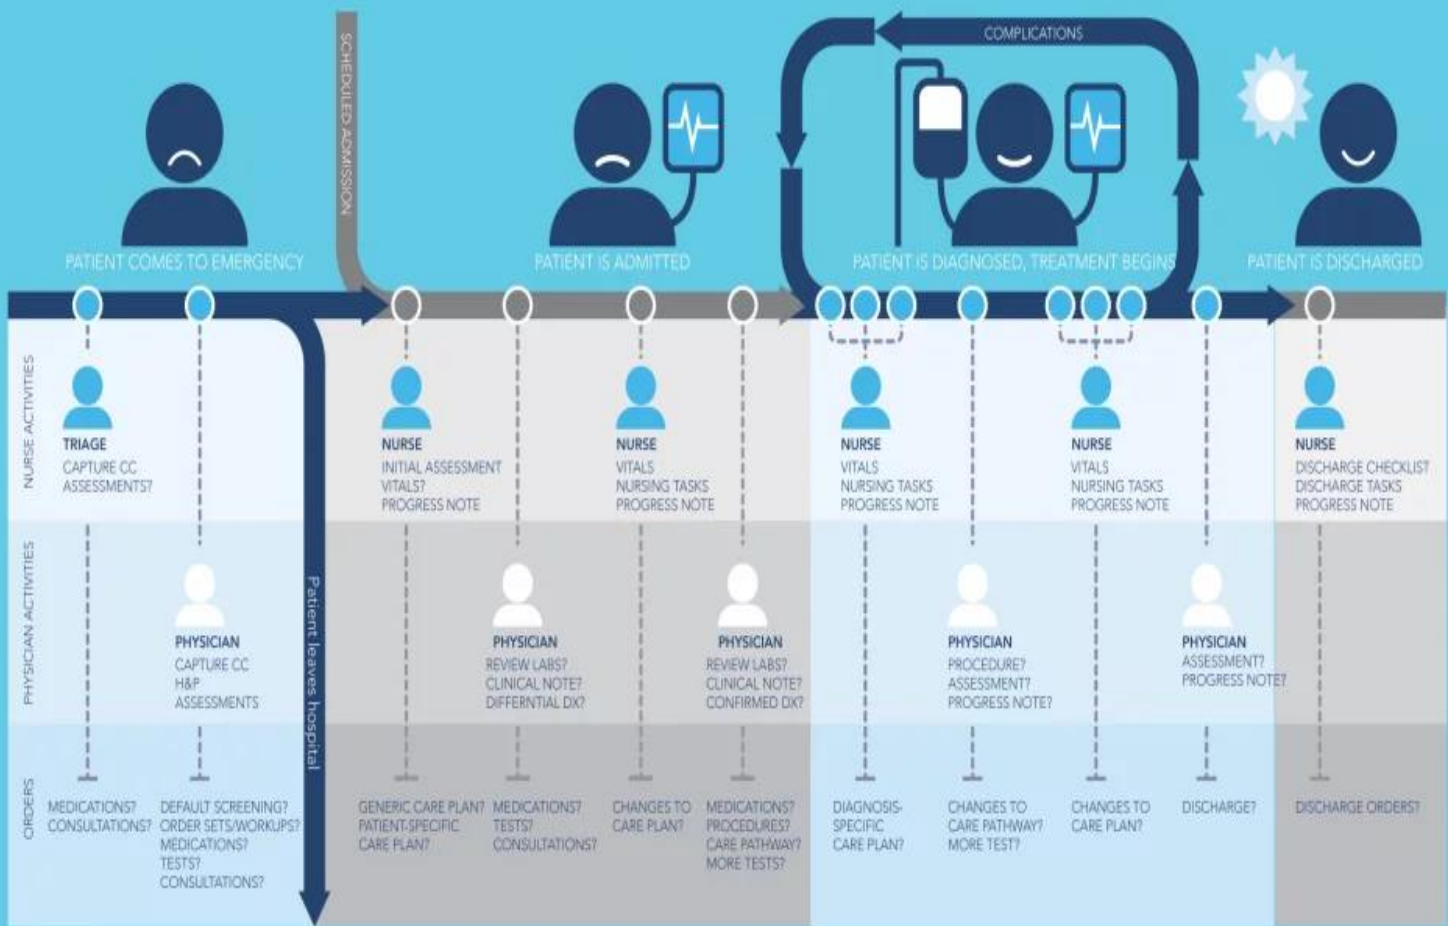 SCHEDULED ADMISSION
COMPLICATIONS
PATIENT COMES TO EMERGENCY
PATIENT IS ADMITTED
PATIENT IS DIAGNOSED, TREATMENT BEGINS
PATIENT IS DISCHARGED
NURSE ACTIVITIES
TRIAGE
CAPTURE CC
ASSESSMENTS?
NURSE
INITIAL ASSESSMENT
VITALS?
PROGRESS NOTE
NURSE
VITALS
NURSING TASKS
PROGRESS NOTE
NURSE
VITALS
NURSING TASKS
PROGRESS NOTE
NURSE
VITALS
NURSING TASKS
PROGRESS NOTE
NURSE
DISCHARGE CHECKLIST
DISCHARGE TASKS
PROGRESS NOTE
PHYSICIAN ACTIVITIES
PHYSICIAN
CAPTURE CC
H&P
ASSESSMENTS
Patient leaves hospital
PHYSICIAN
REVIEW LABS?
CLINICAL NOTE?
DIFFERNTIAL DX?
PHYSICIAN
REVIEW LABS?
CLINICAL NOTE?
CONFIRMED DX?
PHYSICIAN
PROCEDURE?
ASSESSMENT?
PROGRESS NOTE?
PHYSICIAN
ASSESSMENT?
PROGRESS NOTE?
ORDERS
MEDICATIONS?
CONSULTATIONS?
DEFAULT SCREENING?
ORDER SETS/WORKUPS?
MEDICATIONS?
TESTS?
CONSULTATIONS?
GENERIC CARE PLAN?
PATIENT-SPECIFIC
CARE PLAN?
MEDICATIONS?
TESTS?
CONSULTATIONS?
CHANGES TO
CARE PLAN?
MEDICATIONS?
PROCEDURES?
CARE PATHWAY?
MORE TESTS?
DIAGNOSIS-
SPECIFIC
CARE PLAN?
CHANGES TO
CARE PATHWAY?
MORE TEST?
CHANGES TO
CARE PLAN?
DISCHARGE?
DISCHARGE ORDERS?